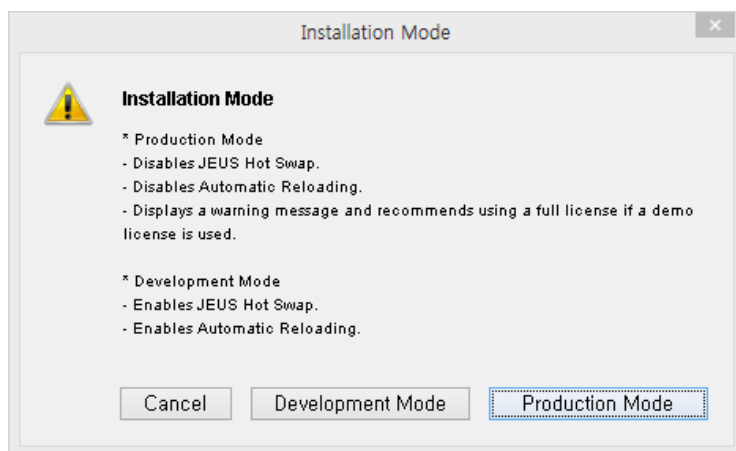 Installation Mode
Installation Mode
* Production Mode
- Disables JEUS Hot Swap.
- Disables Automatic Reloading.
- Displays a warning message and recommends using a full license if a demo
license is used.
* Development Mode
- Enables JEUS Hot Swap.
- Enables Automatic Reloading.
Cancel Development Mode Production Mode